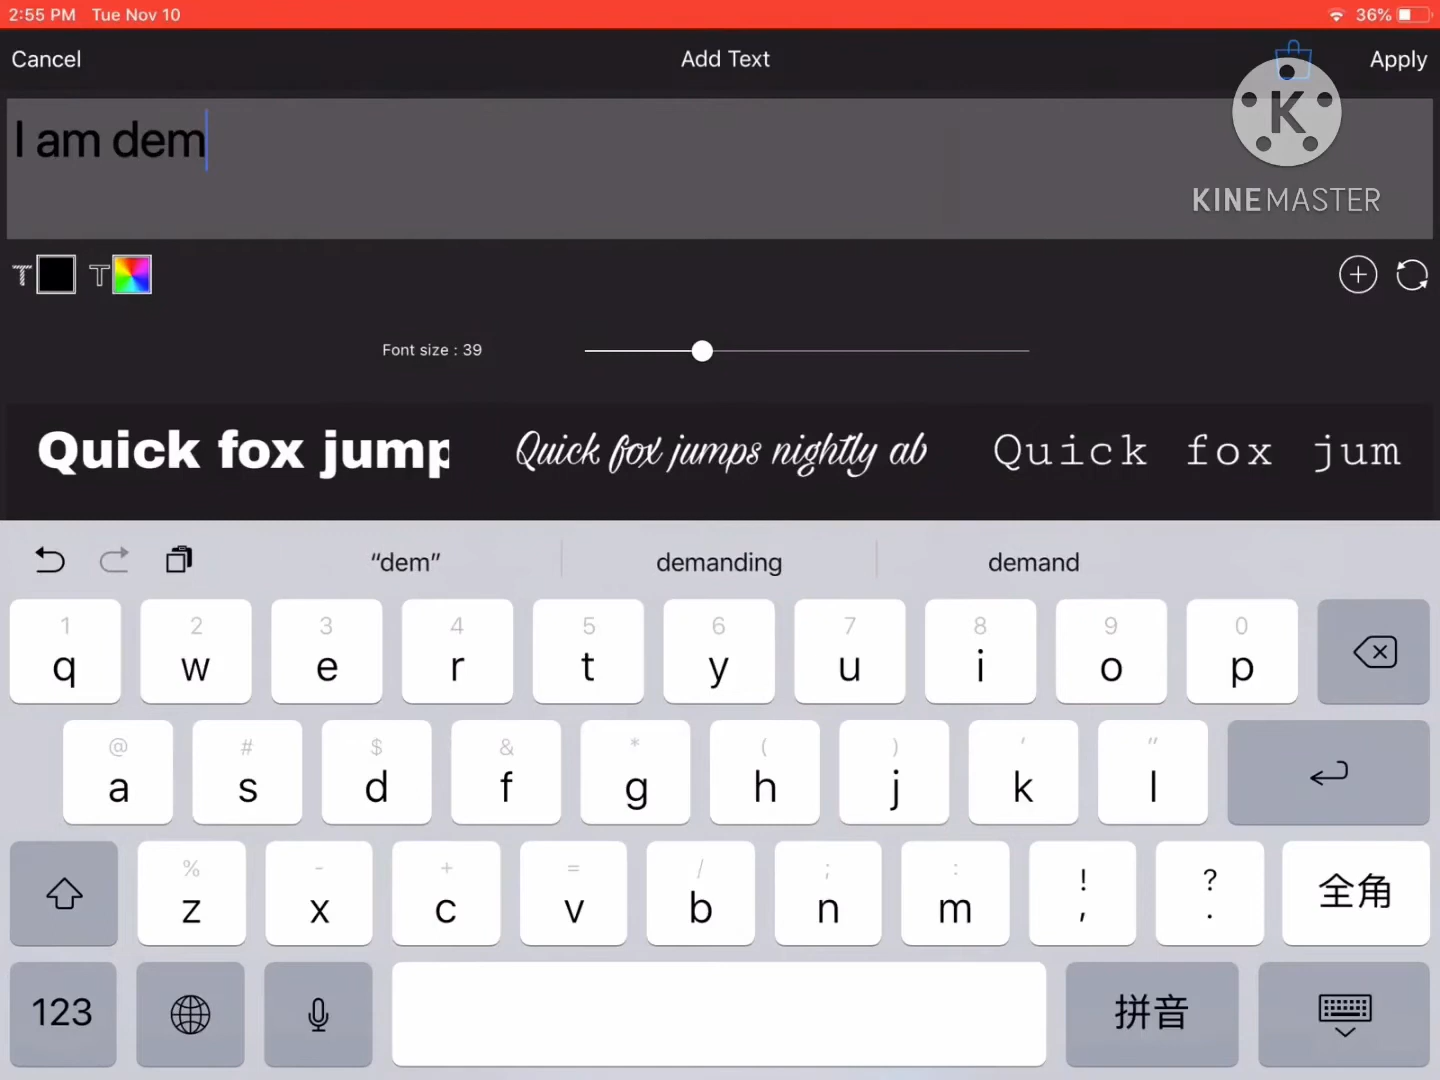 2:55 PM Tue Nov 10 36%
Cancel Add Text Apply
I am dem
K
KINEMASTER
T T
Font size : 39
Quick fox jump Quick fox jumps nightly ab Quick fox jum
“dem” demanding demand
1 2 3 4 5 6 7 8 9 0
q w e r t y u i o p
@ # $ & * ( ) ' "
a s d f g h j k l
% - + = / ; : ! ?
z x c v b n m , . 全角
123 拼音